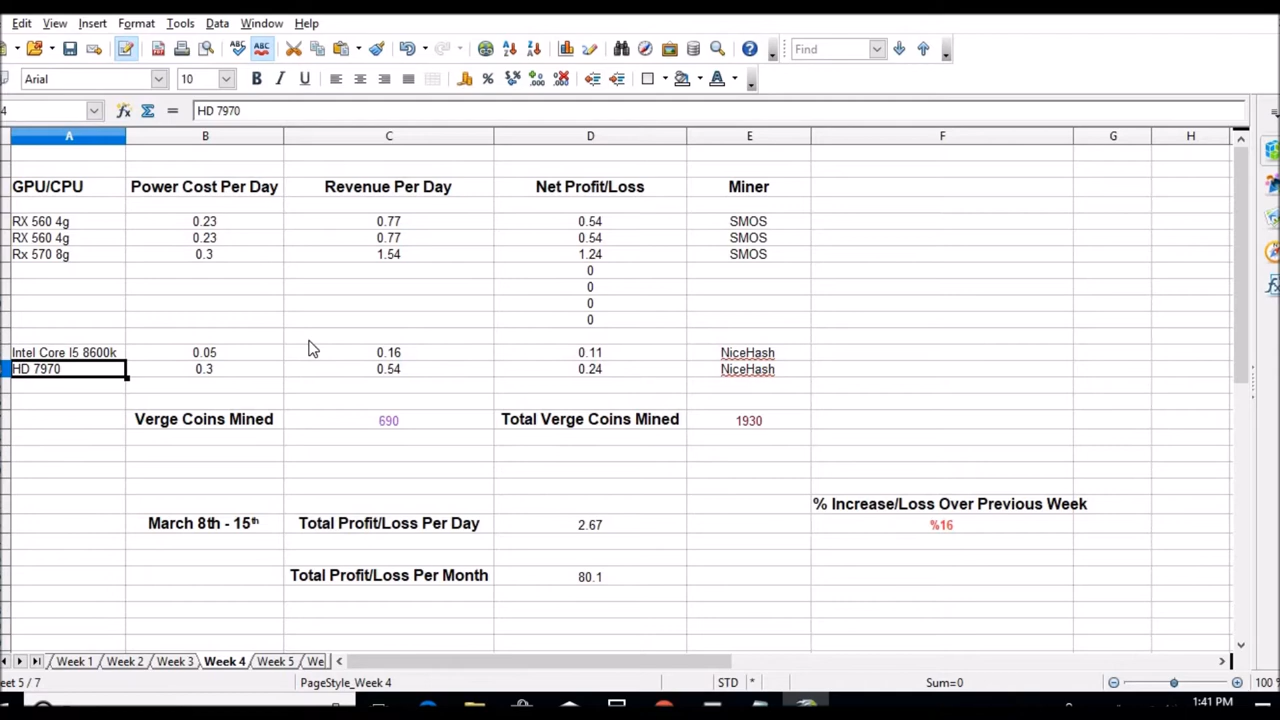 Edit View Insert Format Tools Data Window Help
Find
Arial 10 B I U
4 HD 7970
A B C D E F G H
GPU/CPU Power Cost Per Day Revenue Per Day Net Profit/Loss Miner
RX 560 4g 0.23 0.77 0.54 SMOS
RX 560 4g 0.23 0.77 0.54 SMOS
Rx 570 8g 0.3 1.54 1.24 SMOS
0
0
0
0
Intel Core I5 8600k 0.05 0.16 0.11 NiceHash
HD 7970 0.3 0.54 0.24 NiceHash
Verge Coins Mined 690 Total Verge Coins Mined 1930
% Increase/Loss Over Previous Week
March 8th - 15th Total Profit/Loss Per Day 2.67 %16
Total Profit/Loss Per Month 80.1
Week 1 Week 2 Week 3 Week 4 Week 5 We
eet 5 / 7 PageStyle_Week 4 STD * Sum=0 100
1:41 PM